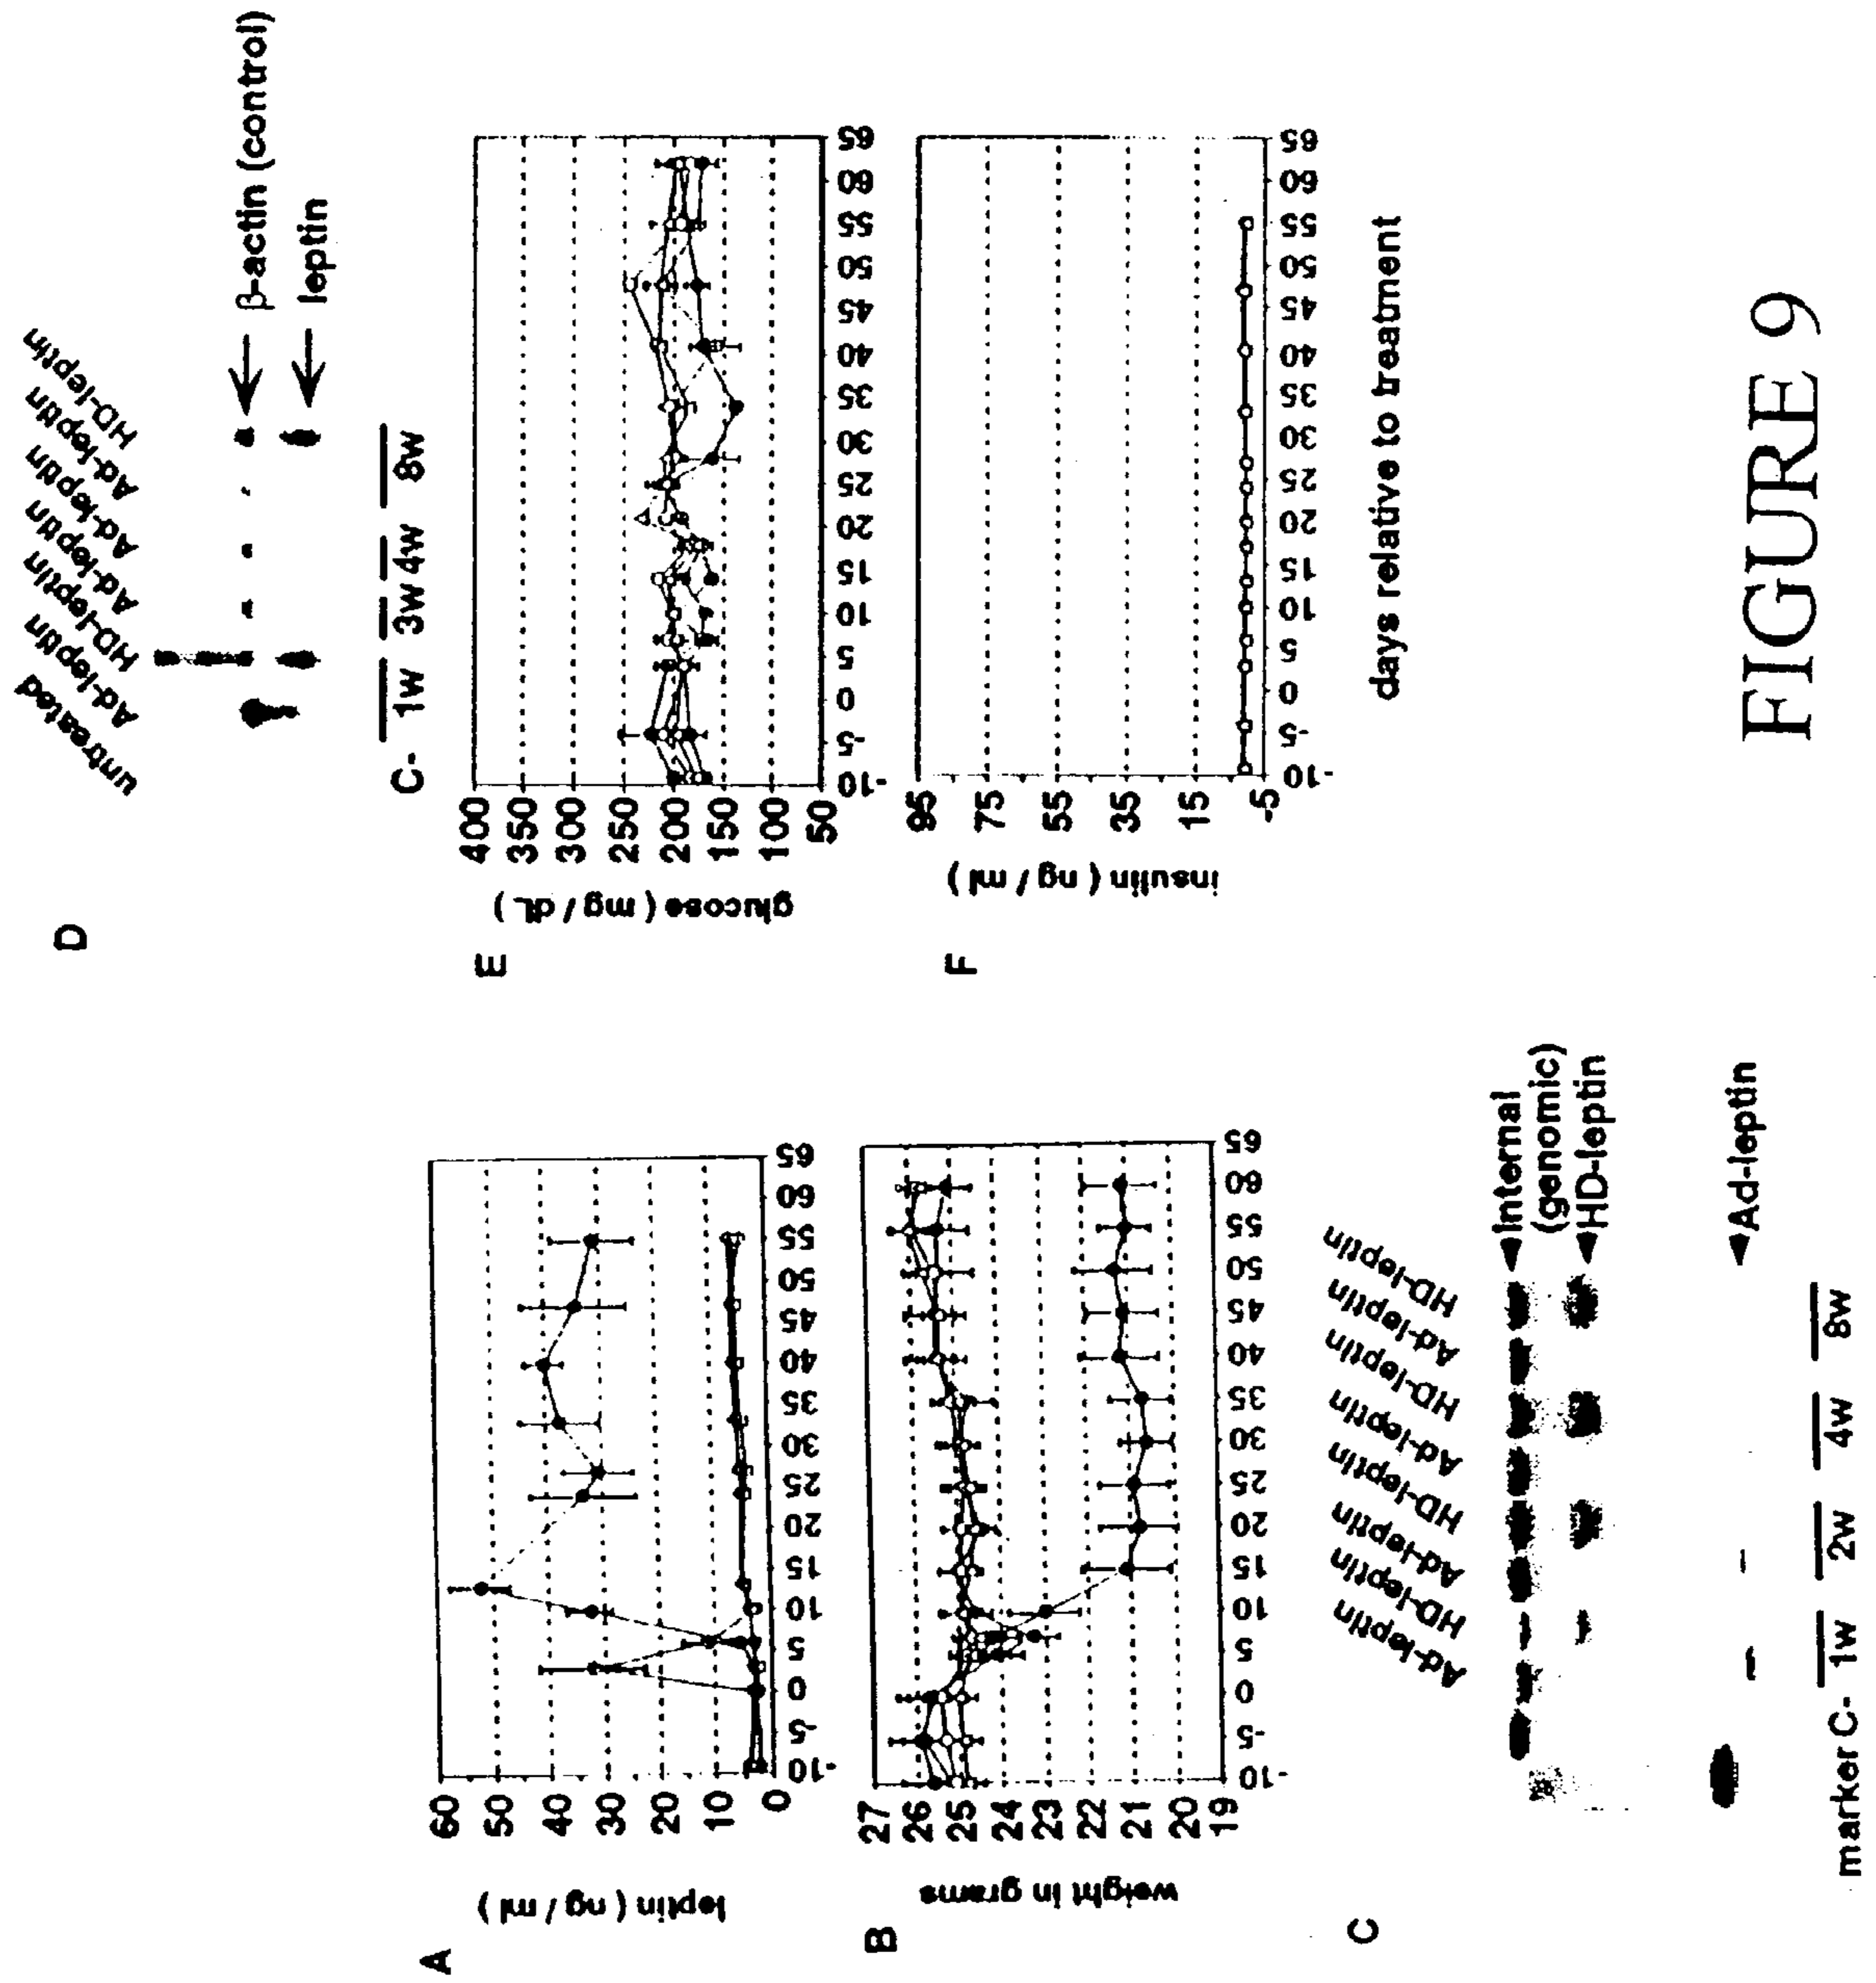 A
leptin ( ng / ml )
60
50
40
30
20
10
0
-10 -5 0 5 10 15 20 25 30 35 40 45 50 55 60 65
B
weight in grams
27
26
25
24
23
22
21
20
19
-10 -5 0 5 10 15 20 25 30 35 40 45 50 55 60 65
C
Ad-leptin
HD-leptin
Ad-leptin
HD-leptin
Ad-leptin
HD-leptin
Ad-leptin
HD-leptin
Internal
(genomic)
HD-leptin
Ad-leptin
marker C- 1w 2w 4w 8w
D
untreated
Ad-leptin
HD-leptin
Ad-leptin
Ad-leptin
Ad-leptin
HD-leptin
β-actin (control)
leptin
C- 1w 3w 4w 8w
E
glucose ( mg / dL )
400
350
300
250
200
150
100
50
-10 -5 0 5 10 15 20 25 30 35 40 45 50 55 60 65
F
insulin ( ng / ml )
95
75
55
35
15
-5
-10 -5 0 5 10 15 20 25 30 35 40 45 50 55 60 65
days relative to treatment
FIGURE 9